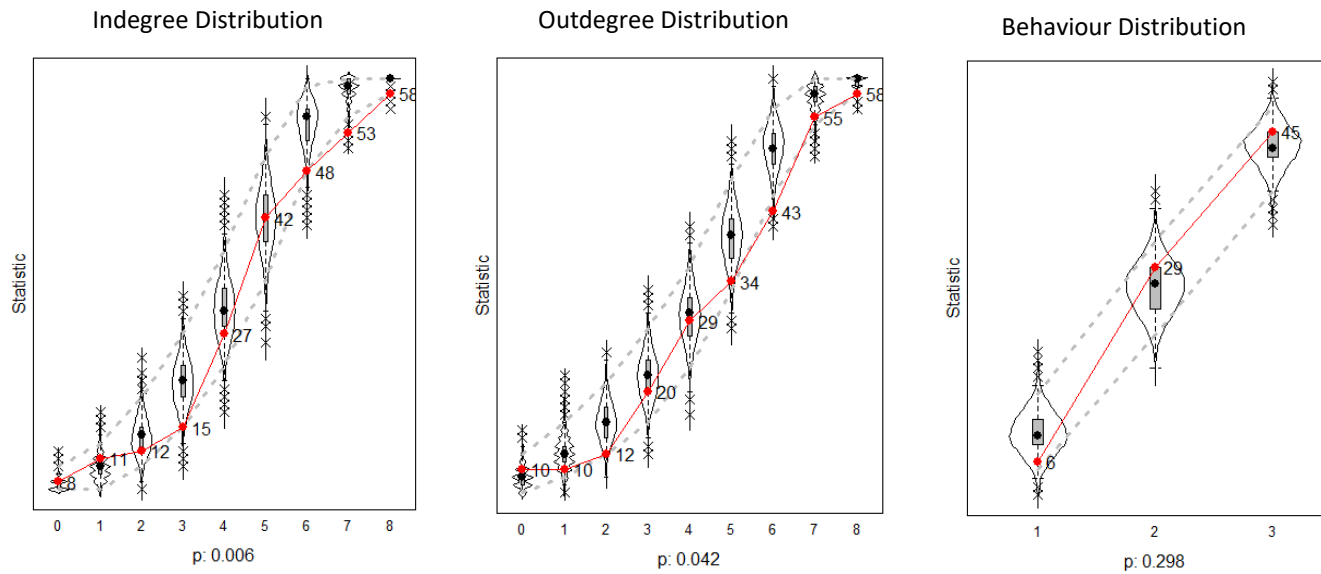 Indegree Distribution
Statistic
8
11
12
15
27
42
48
53
58
0 1 2 3 4 5 6 7 8
p: 0.006
Outdegree Distribution
Statistic
10
10
12
20
29
34
43
55
58
0 1 2 3 4 5 6 7 8
p: 0.042
Behaviour Distribution
Statistic
6
29
45
1 2 3
p: 0.298